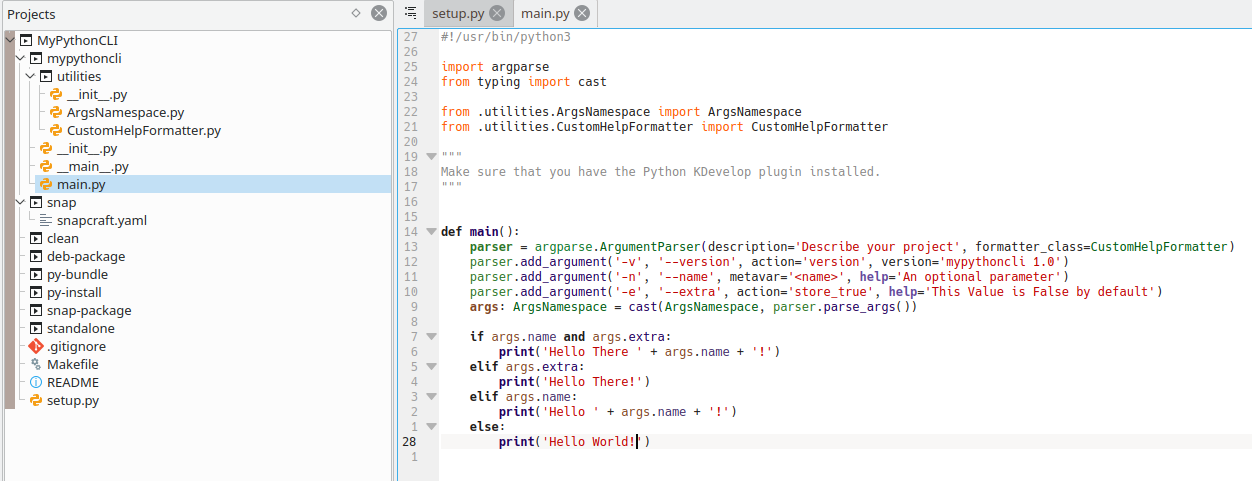 Projects
MyPythonCLI
mypythoncli
utilities
__init__.py
ArgsNamespace.py
CustomHelpFormatter.py
__init__.py
__main__.py
main.py
snap
snapcraft.yaml
clean
deb-package
py-bundle
py-install
snap-package
standalone
.gitignore
Makefile
README
setup.py
setup.py main.py
27 #!/usr/bin/python3
26
25 import argparse
24 from typing import cast
23
22 from .utilities.ArgsNamespace import ArgsNamespace
21 from .utilities.CustomHelpFormatter import CustomHelpFormatter
20
19 """
18 Make sure that you have the Python KDevelop plugin installed.
17 """
16
15
14 def main():
13     parser = argparse.ArgumentParser(description='Describe your project', formatter_class=CustomHelpFormatter)
12     parser.add_argument('-v', '--version', action='version', version='mypythoncli 1.0')
11     parser.add_argument('-n', '--name', metavar='<name>', help='An optional parameter')
10     parser.add_argument('-e', '--extra', action='store_true', help='This Value is False by default')
9     args: ArgsNamespace = cast(ArgsNamespace, parser.parse_args())
8
7     if args.name and args.extra:
6         print('Hello There ' + args.name + '!')
5     elif args.extra:
4         print('Hello There!')
3     elif args.name:
2         print('Hello ' + args.name + '!')
1     else:
28         print('Hello World!')
1